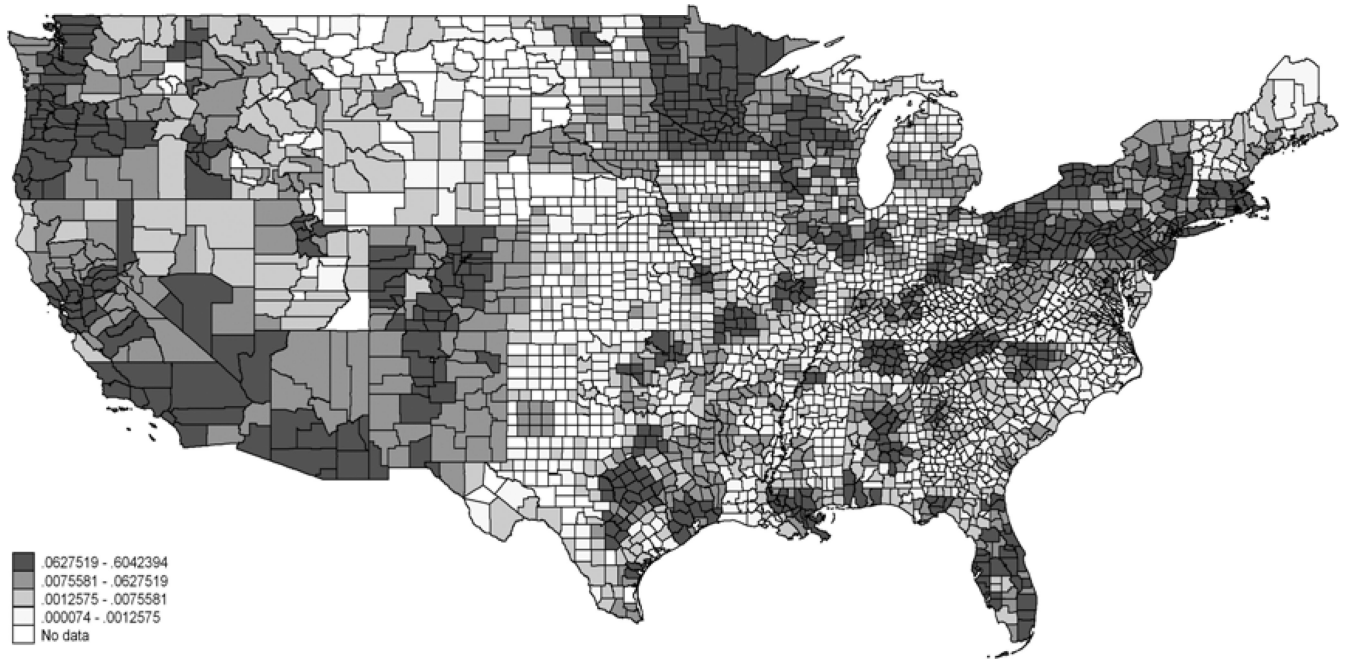 .0627519 - .6042394
.0075581 - .0627519
.0012575 - .0075581
.000074 - .0012575
No data